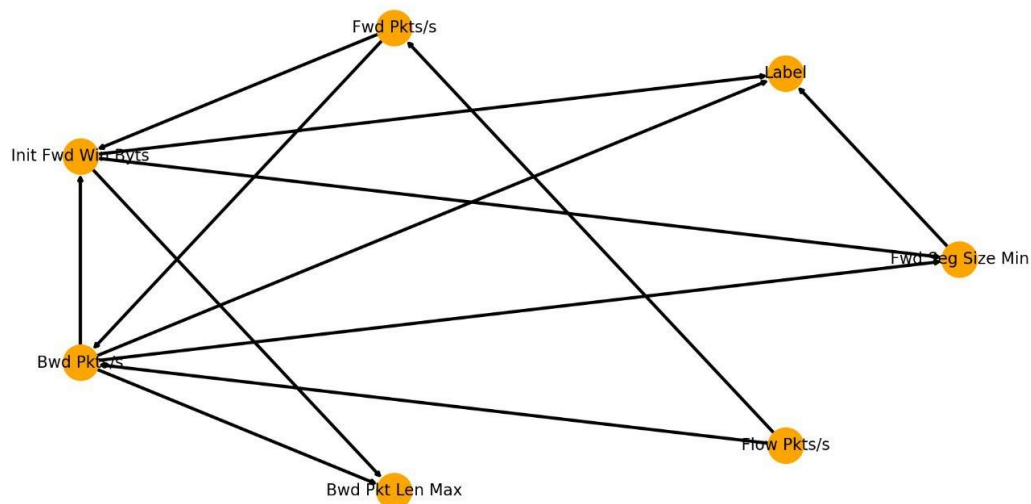 Fwd Pkts/s
Label
Init Fwd Win Byts
Fwd Seg Size Min
Bwd Pkts/s
Flow Pkts/s
Bwd Pkt Len Max